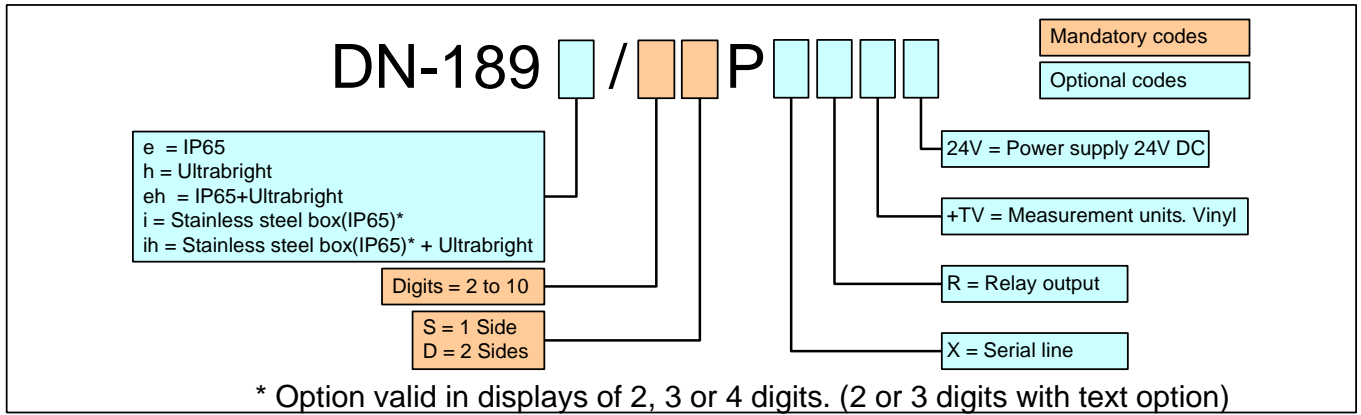 DN-189 / P
Mandatory codes
Optional codes
e = IP65
h = Ultrabright
eh = IP65+Ultrabright
i = Stainless steel box(IP65)*
ih = Stainless steel box(IP65)* + Ultrabright
Digits = 2 to 10
S = 1 Side
D = 2 Sides
24V = Power supply 24V DC
+TV = Measurement units. Vinyl
R = Relay output
X = Serial line
* Option valid in displays of 2, 3 or 4 digits. (2 or 3 digits with text option)